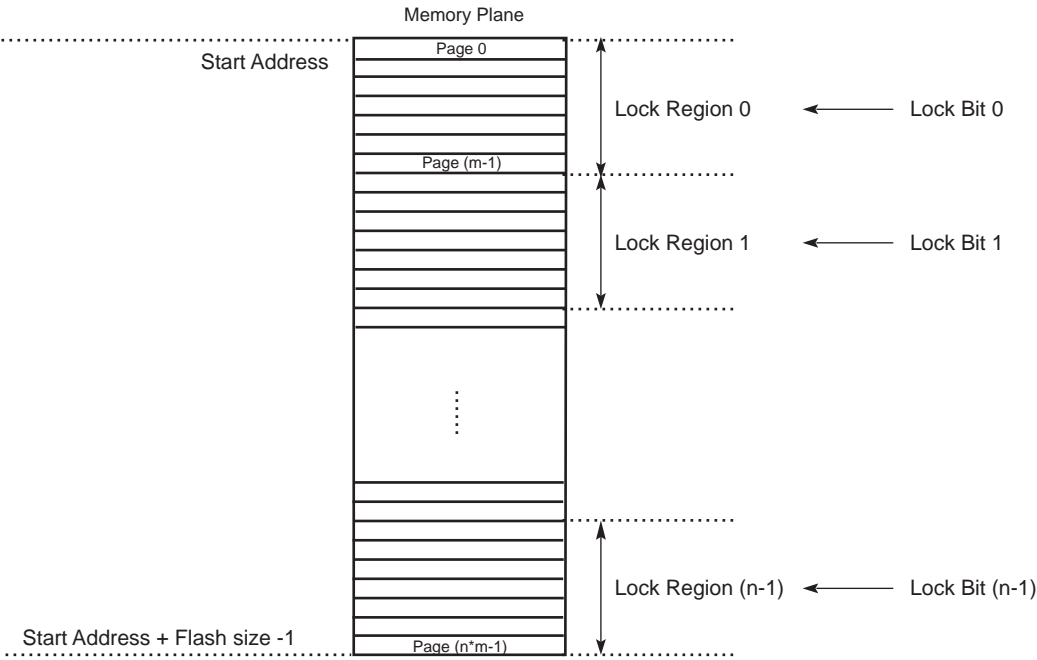 Memory Plane
Page 0
Start Address
Lock Region 0
Lock Bit 0
Page (m-1)
Lock Region 1
Lock Bit 1
Lock Region (n-1)
Lock Bit (n-1)
Start Address + Flash size -1
Page (n*m-1)